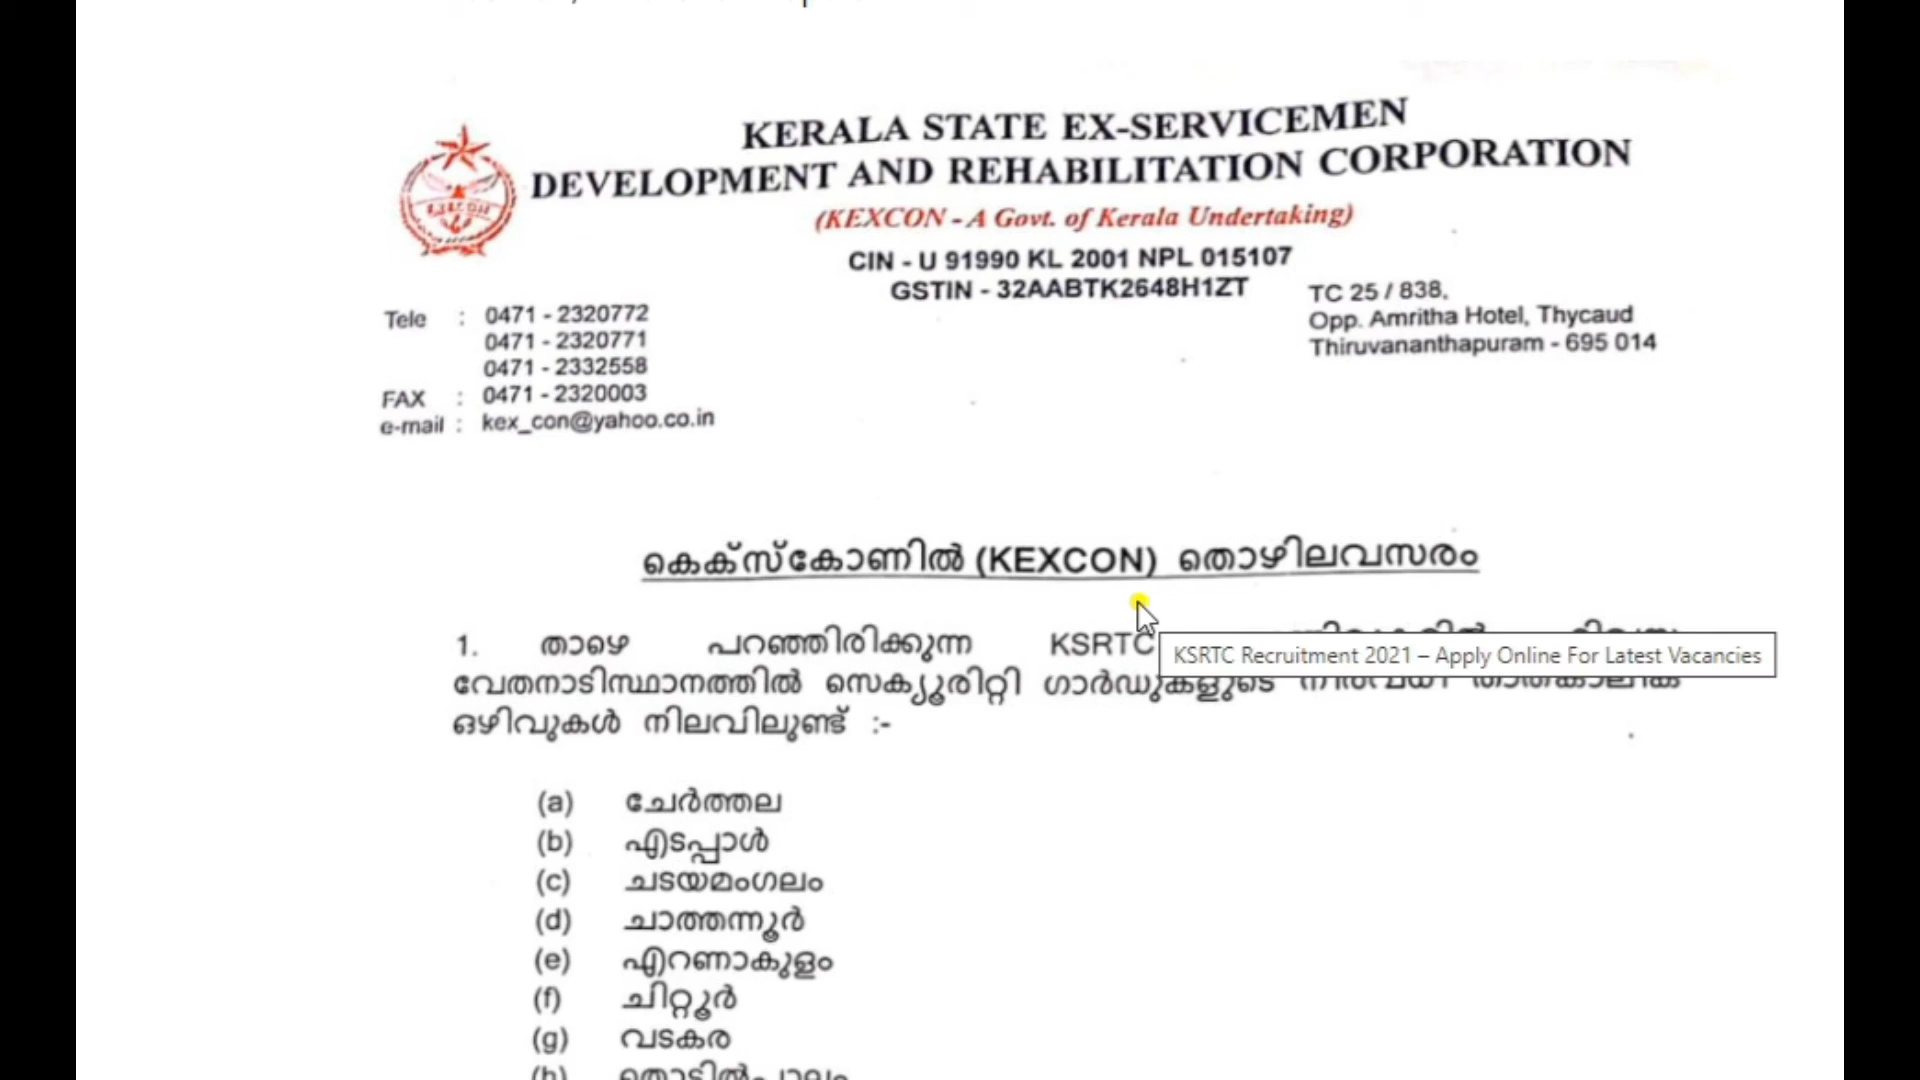 KERALA STATE EX-SERVICEMEN
DEVELOPMENT AND REHABILITATION CORPORATION
(KEXCON - A Govt. of Kerala Undertaking)
CIN - U 91990 KL 2001 NPL 015107
GSTIN - 32AABTK2648H1ZT
TC 25 / 838,
Opp. Amritha Hotel, Thycaud
Thiruvananthapuram - 695 014
Tele : 0471 - 2320772
0471 - 2320771
0471 - 2332558
FAX : 0471 - 2320003
e-mail : kex_con@yahoo.co.in
കെക്സ്കോണിൽ (KEXCON) തൊഴിലവസരം
1. താഴെ പറഞ്ഞിരിക്കുന്ന KSRTC
KSRTC Recruitment 2021 – Apply Online For Latest Vacancies
വേതനാടിസ്ഥാനത്തിൽ സെക്യൂരിറ്റി ഗാർഡുകളുടെ
ഒഴിവുകൾ നിലവിലുണ്ട് :-
(a) ചേർത്തല
(b) എടപ്പാൾ
(c) ചടയമംഗലം
(d) ചാത്തന്നൂർ
(e) എറണാകുളം
(f) ചിറ്റൂർ
(g) വടകര